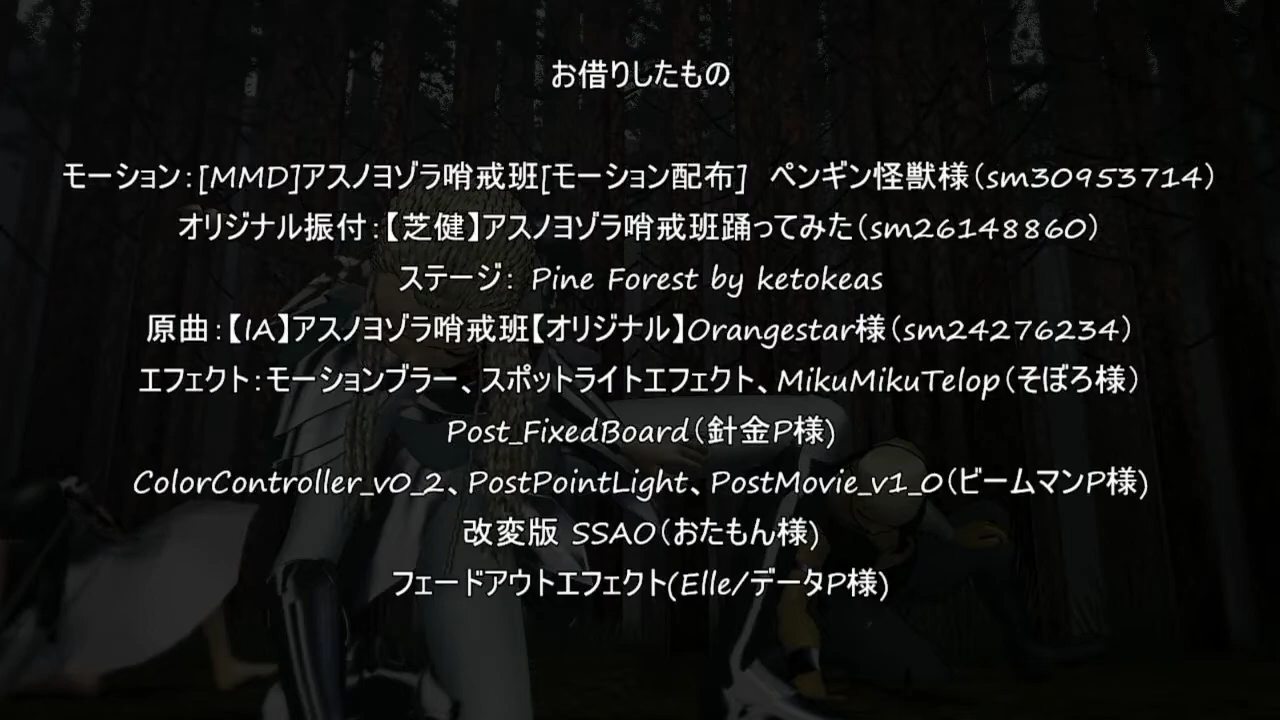 お借りしたもの
モーション：[MMD]アスノヨゾラ哨戒班[モーション配布]　ペンギン怪獣様（sm30953714）
オリジナル振付：【芝健】アスノヨゾラ哨戒班踊ってみた（sm26148860）
ステージ： Pine Forest by ketokeas
原曲：【IA】アスノヨゾラ哨戒班【オリジナル】Orangestar様（sm24276234）
エフェクト：モーションブラー、スポットライトエフェクト、MikuMikuTelop（そぼろ様）
Post_FixedBoard（針金P様)
ColorController_v0_2、PostPointLight、PostMovie_v1_0（ビームマンP様)
改変版 SSAO（おたもん様)
フェードアウトエフェクト(Elle/データP様)